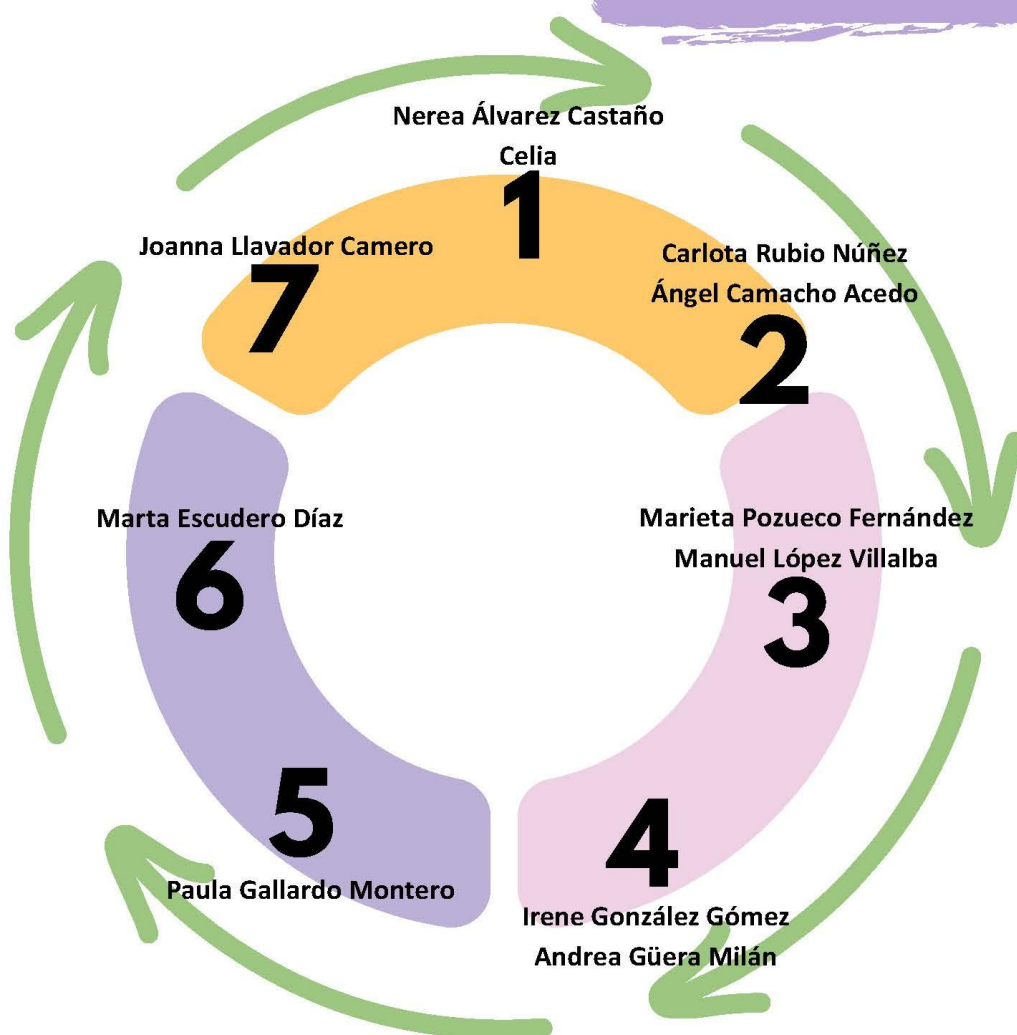 Nerea Álvarez Castaño
Celia
1
Carlota Rubio Núñez
Ángel Camacho Acedo
2
Marieta Pozueco Fernández
Manuel López Villalba
3
4
Irene González Gómez
Andrea Güera Milán
5
Paula Gallardo Montero
Marta Escudero Díaz
6
Joanna Llavador Camero
7